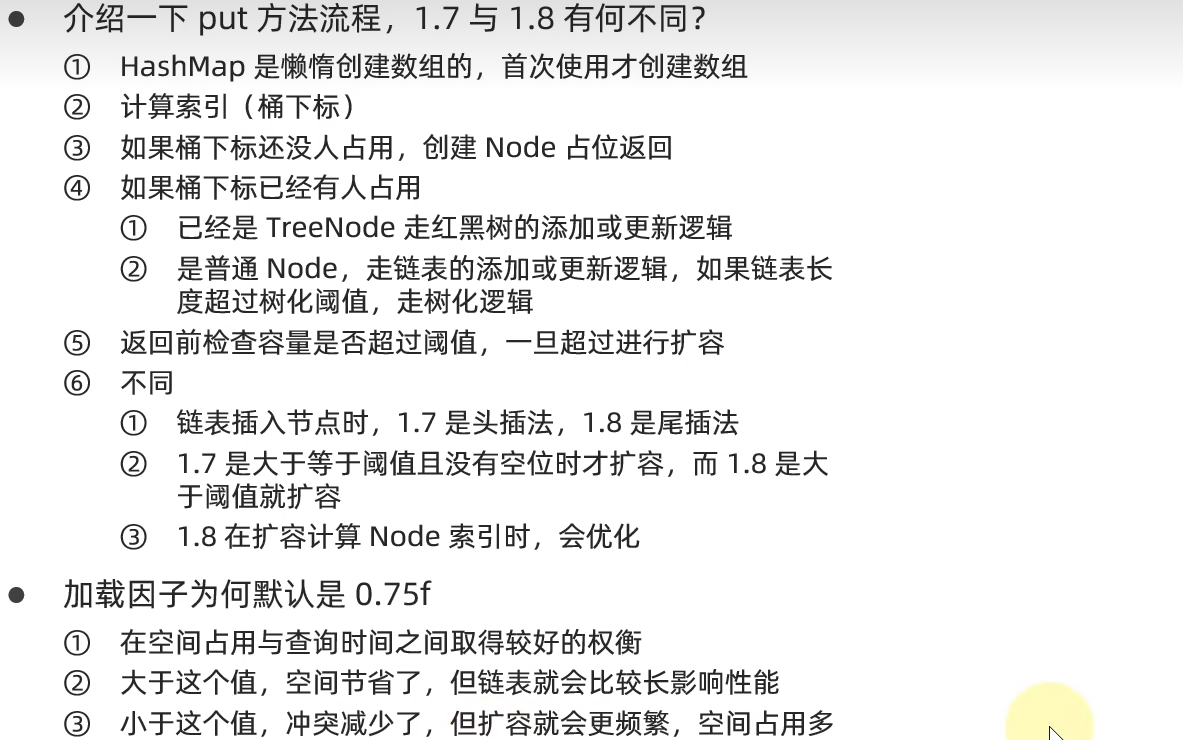 ● 介绍一下 put 方法流程，1.7 与 1.8 有何不同？
① HashMap 是懒惰创建数组的，首次使用才创建数组
② 计算索引（桶下标）
③ 如果桶下标还没人占用，创建 Node 占位返回
④ 如果桶下标已经有人占用
① 已经是 TreeNode 走红黑树的添加或更新逻辑
② 是普通 Node，走链表的添加或更新逻辑，如果链表长
度超过树化阈值，走树化逻辑
⑤ 返回前检查容量是否超过阈值，一旦超过进行扩容
⑥ 不同
① 链表插入节点时，1.7 是头插法，1.8 是尾插法
② 1.7 是大于等于阈值且没有空位时才扩容，而 1.8 是大
于阈值就扩容
③ 1.8 在扩容计算 Node 索引时，会优化
● 加载因子为何默认是 0.75f
① 在空间占用与查询时间之间取得较好的权衡
② 大于这个值，空间节省了，但链表就会比较长影响性能
③ 小于这个值，冲突减少了，但扩容就会更频繁，空间占用多